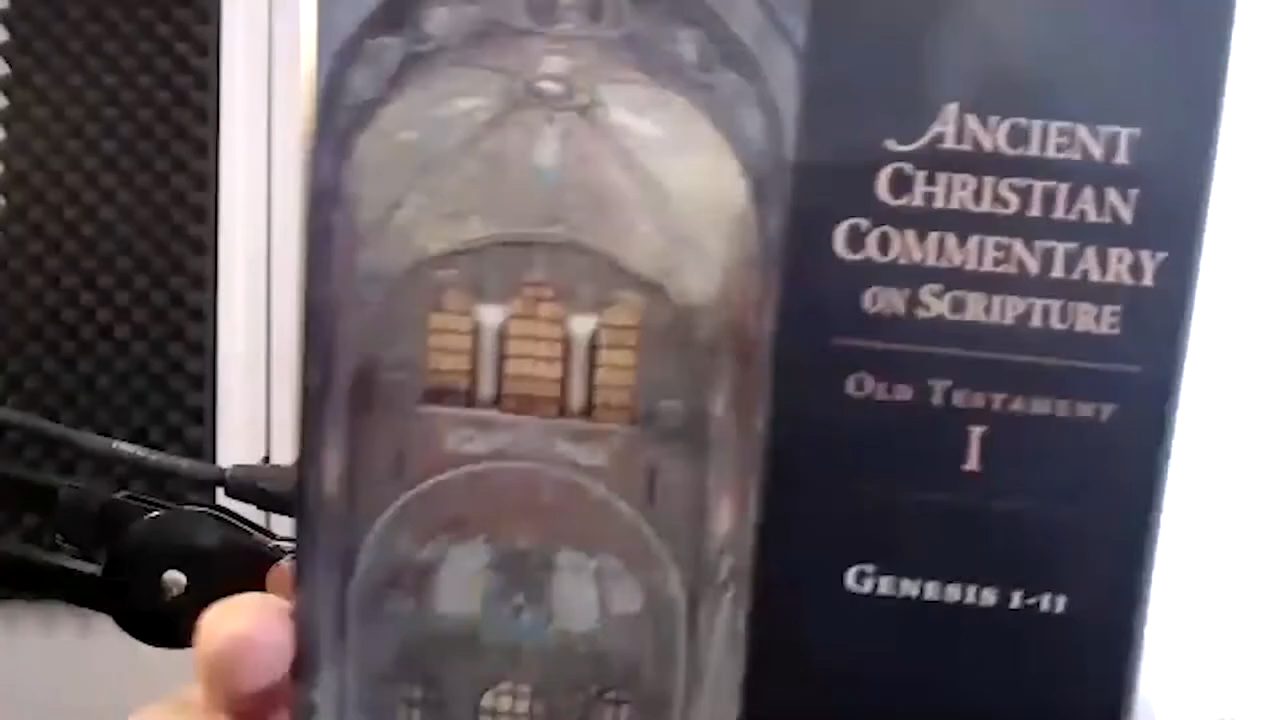 ANCIENT
CHRISTIAN
COMMENTARY
ON SCRIPTURE
OLD TESTAMENT
I
GENESIS 1-11